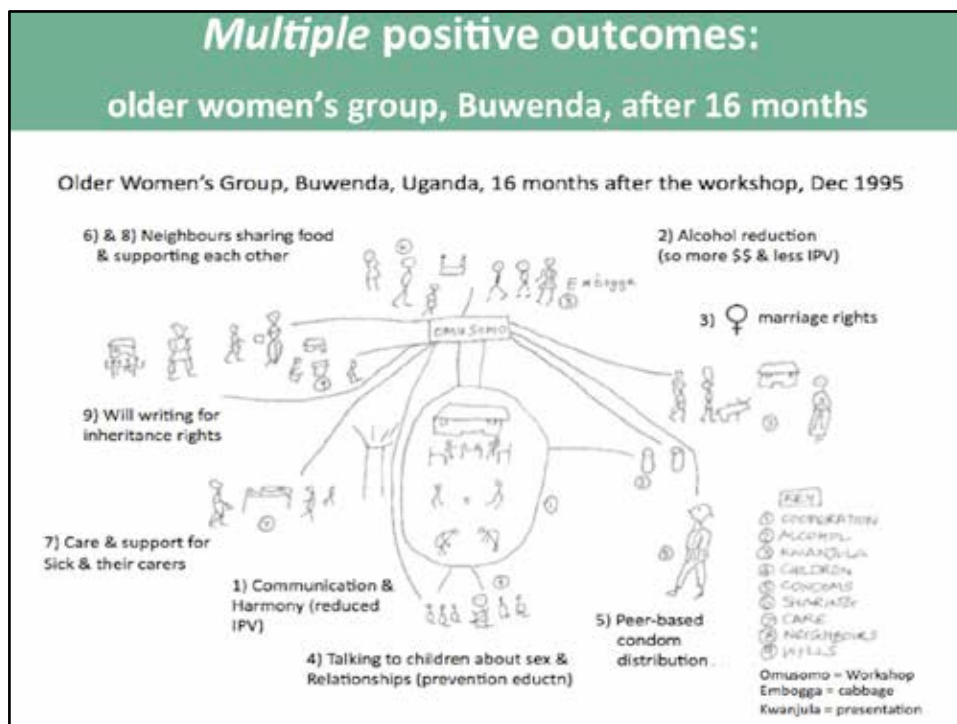 Multiple positive outcomes:
older women's group, Buwenda, after 16 months
Older Women's Group, Buwenda, Uganda, 16 months after the workshop, Dec 1995
6) & 8) Neighbours sharing food
& supporting each other
2) Alcohol reduction
(so more $$ & less IPV)
Embogga
3) ♀ marriage rights
OMUSOMO
9) Will writing for
inheritance rights
7) Care & support for
Sick & their carers
1) Communication &
Harmony (reduced
IPV)
4) Talking to children about sex &
Relationships (prevention eductn)
5) Peer-based
condom
distribution
KEY
① COOPERATION
② ALCOHOL
③ KWANJULA
④ CHILDREN
⑤ CONDOMS
⑥ SHARING
⑦ CARE
⑧ NEIGHBOURS
⑨ WILLS
Omusomo = Workshop
Embogga = cabbage
Kwanjula = presentation